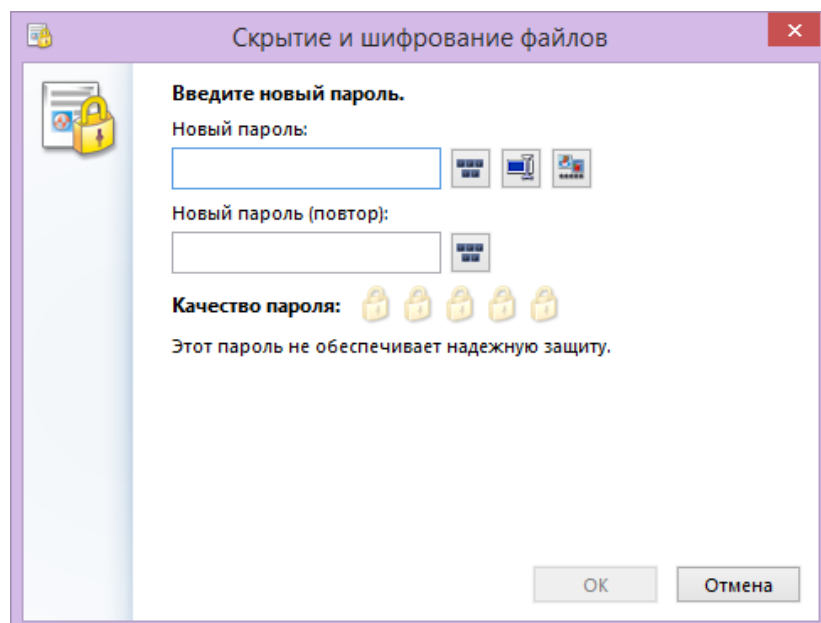 Скрытие и шифрование файлов
Введите новый пароль.
Новый пароль:
Новый пароль (повтор):
Качество пароля:
Этот пароль не обеспечивает надежную защиту.
ОК
Отмена